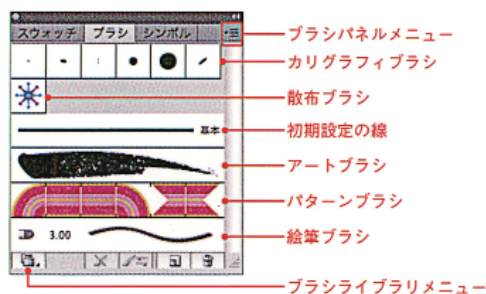 スウォッチ ブラシ シンボル
ブラシパネルメニュー
カリグラフィブラシ
散布ブラシ
基本
初期設定の線
アートブラシ
パターンブラシ
3.00
絵筆ブラシ
ブラシライブラリメニュー